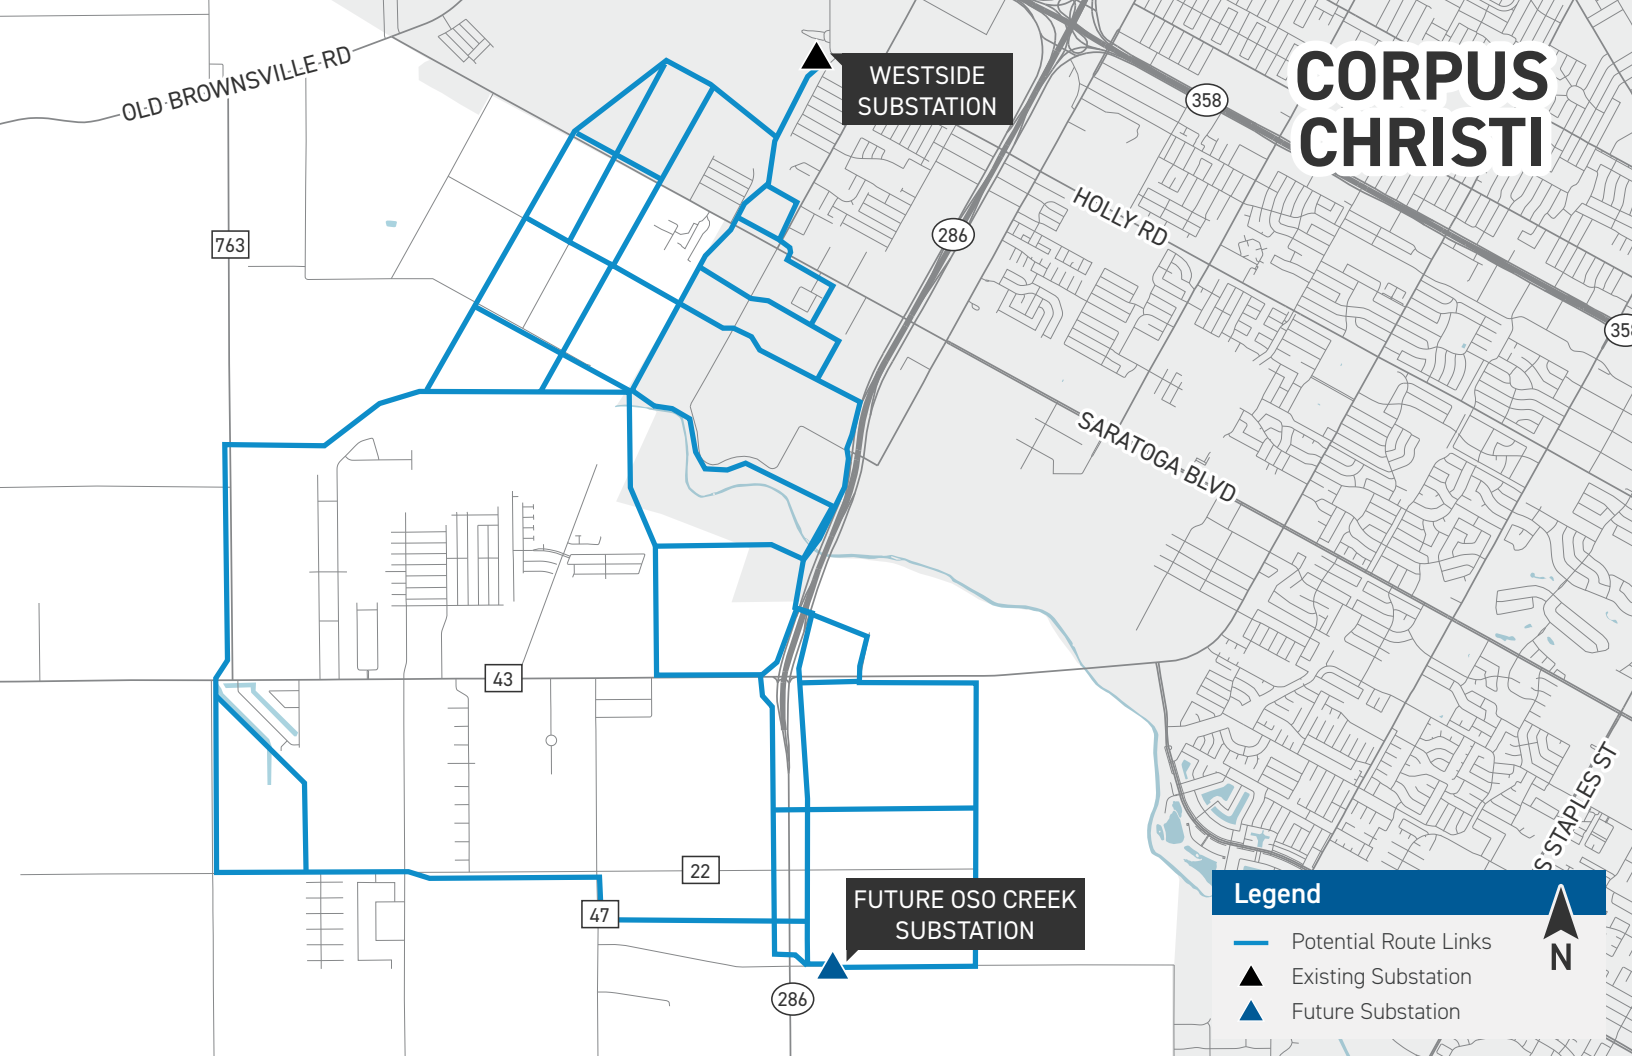 WESTSIDE
SUBSTATION
CORPUS
CHRISTI
OLD BROWNSVILLE RD
358
HOLLY RD
763
286
358
SARATOGA BLVD
43
S STAPLES ST
22
47
FUTURE OSO CREEK
SUBSTATION
286
Legend
Potential Route Links
Existing Substation
Future Substation
N